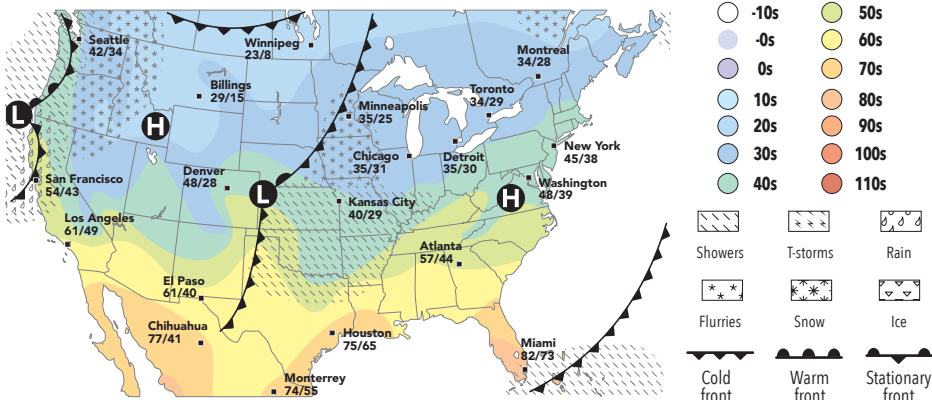 Seattle
42/34
Winnipeg
23/8
Montreal
34/28
Billings
29/15
Toronto
34/29
Minneapolis
35/25
L
H
Chicago
35/31
Detroit
35/30
New York
45/38
San Francisco
54/43
Denver
48/28
L
Kansas City
40/29
H
Washington
48/39
Los Angeles
61/49
Atlanta
57/44
El Paso
61/40
Chihuahua
77/41
Houston
75/65
Miami
82/73
Monterrey
74/55
-10s
-0s
0s
10s
20s
30s
40s
50s
60s
70s
80s
90s
100s
110s
Showers
T-storms
Rain
Flurries
Snow
Ice
Cold
front
Warm
front
Stationary
front